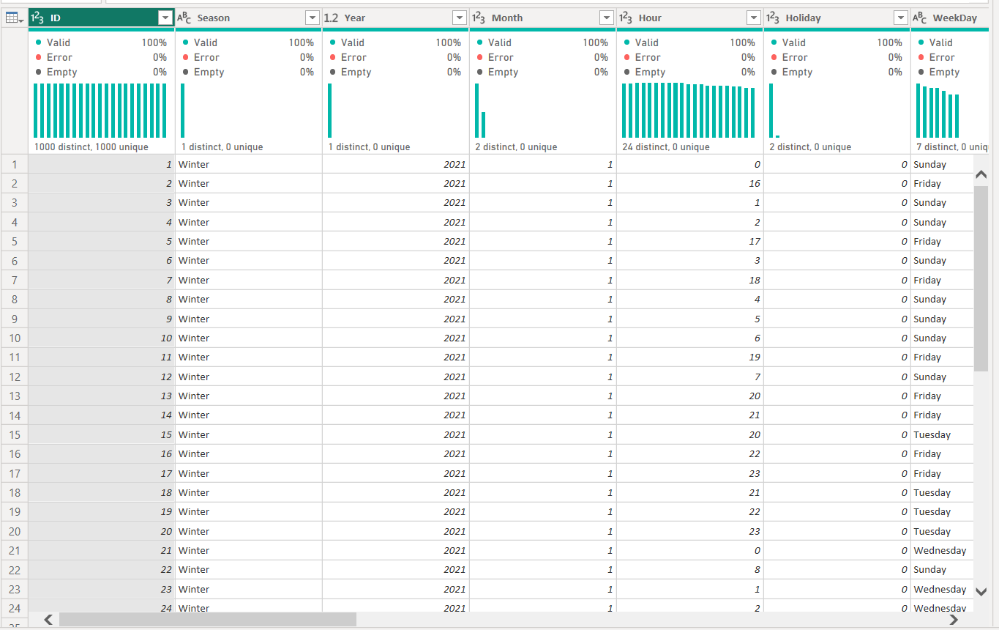 123 ID ABC Season 1.2 Year 123 Month 123 Hour 123 Holiday ABC WeekDay
Valid 100% Valid 100% Valid 100% Valid 100% Valid 100% Valid 100% Valid
Error 0% Error 0% Error 0% Error 0% Error 0% Error 0% Error
Empty 0% Empty 0% Empty 0% Empty 0% Empty 0% Empty 0% Empty
1000 distinct, 1000 unique 1 distinct, 0 unique 1 distinct, 0 unique 2 distinct, 0 unique 24 distinct, 0 unique 2 distinct, 0 unique 7 distinct, 0 uniq
1 1 Winter 2021 1 0 0 Sunday
2 2 Winter 2021 1 16 0 Friday
3 3 Winter 2021 1 1 0 Sunday
4 4 Winter 2021 1 2 0 Sunday
5 5 Winter 2021 1 17 0 Friday
6 6 Winter 2021 1 3 0 Sunday
7 7 Winter 2021 1 18 0 Friday
8 8 Winter 2021 1 4 0 Sunday
9 9 Winter 2021 1 5 0 Sunday
10 10 Winter 2021 1 6 0 Sunday
11 11 Winter 2021 1 19 0 Friday
12 12 Winter 2021 1 7 0 Sunday
13 13 Winter 2021 1 20 0 Friday
14 14 Winter 2021 1 21 0 Friday
15 15 Winter 2021 1 20 0 Tuesday
16 16 Winter 2021 1 22 0 Friday
17 17 Winter 2021 1 23 0 Friday
18 18 Winter 2021 1 21 0 Tuesday
19 19 Winter 2021 1 22 0 Tuesday
20 20 Winter 2021 1 23 0 Tuesday
21 21 Winter 2021 1 0 0 Wednesday
22 22 Winter 2021 1 8 0 Sunday
23 23 Winter 2021 1 1 0 Wednesday
24 24 Winter 2021 1 2 0 Wednesday
25